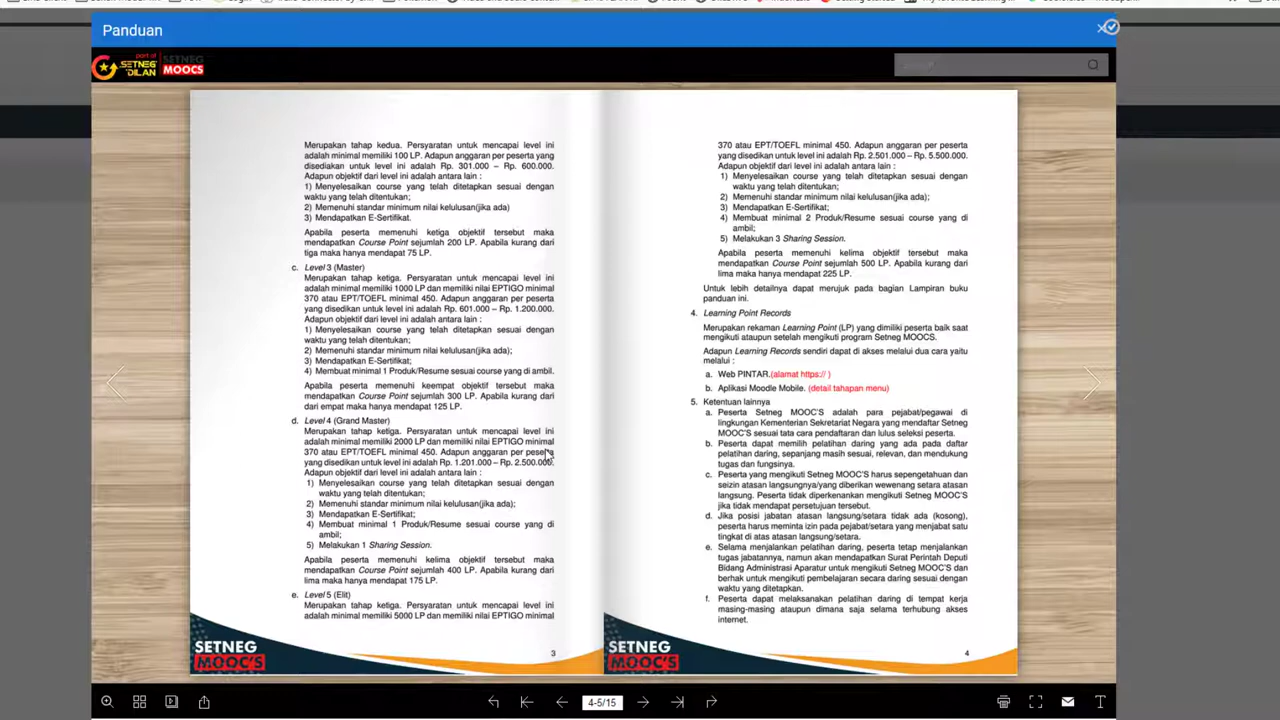 Panduan
part of
SETNEG
DILAN
SETNEG
MOOCS
Merupakan tahap kedua. Persyaratan untuk mencapai level ini
adalah minimal memiliki 100 LP. Adapun anggaran per peserta yang
disediakan untuk level ini adalah Rp. 301.000 – Rp. 600.000.
Adapun objektif dari level ini adalah antara lain :
1) Menyelesaikan course yang telah ditetapkan sesuai dengan
waktu yang telah ditentukan;
2) Memenuhi standar minimum nilai kelulusan(jika ada)
3) Mendapatkan E-Sertifikat.
Apabila peserta memenuhi ketiga objektif tersebut maka
mendapatkan Course Point sejumlah 200 LP. Apabila kurang dari
tiga maka hanya mendapat 75 LP.
c. Level 3 (Master)
Merupakan tahap ketiga. Persyaratan untuk mencapai level ini
adalah minimal memiliki 1000 LP dan memiliki nilai EPTIGO minimal
370 atau EPT/TOEFL minimal 450. Adapun anggaran per peserta
yang disedikan untuk level ini adalah Rp. 601.000 – Rp. 1.200.000.
Adapun objektif dari level ini adalah antara lain :
1) Menyelesaikan course yang telah ditetapkan sesuai dengan
waktu yang telah ditentukan;
2) Memenuhi standar minimum nilai kelulusan(jika ada);
3) Mendapatkan E-Sertifikat;
4) Membuat minimal 1 Produk/Resume sesuai course yang di ambil.
Apabila peserta memenuhi keempat objektif tersebut maka
mendapatkan Course Point sejumlah 300 LP. Apabila kurang dari
dari empat maka hanya mendapat 125 LP.
d. Level 4 (Grand Master)
Merupakan tahap ketiga. Persyaratan untuk mencapai level ini
adalah minimal memiliki 2000 LP dan memiliki nilai EPTIGO minimal
370 atau EPT/TOEFL minimal 450. Adapun anggaran per peserta
yang disedikan untuk level ini adalah Rp. 1.201.000 – Rp. 2.500.000.
Adapun objektif dari level ini adalah antara lain :
1) Menyelesaikan course yang telah ditetapkan sesuai dengan
waktu yang telah ditentukan;
2) Memenuhi standar minimum nilai kelulusan(jika ada);
3) Mendapatkan E-Sertifikat;
4) Membuat minimal 1 Produk/Resume sesuai course yang di
ambil;
5) Melakukan 1 Sharing Session.
Apabila peserta memenuhi kelima objektif tersebut maka
mendapatkan Course Point sejumlah 400 LP. Apabila kurang dari
lima maka hanya mendapat 175 LP.
e. Level 5 (Elit)
Merupakan tahap ketiga. Persyaratan untuk mencapai level ini
adalah minimal memiliki 5000 LP dan memiliki nilai EPTIGO minimal
SETNEG
MOOC'S
3
370 atau EPT/TOEFL minimal 450. Adapun anggaran per peserta
yang disedikan untuk level ini adalah Rp. 2.501.000 – Rp. 5.500.000.
Adapun objektif dari level ini adalah antara lain :
1) Menyelesaikan course yang telah ditetapkan sesuai dengan
waktu yang telah ditentukan;
2) Memenuhi standar minimum nilai kelulusan(jika ada);
3) Mendapatkan E-Sertifikat;
4) Membuat minimal 2 Produk/Resume sesuai course yang di
ambil;
5) Melakukan 3 Sharing Session.
Apabila peserta memenuhi kelima objektif tersebut maka
mendapatkan Course Point sejumlah 500 LP. Apabila kurang dari
lima maka hanya mendapat 225 LP.
Untuk lebih detailnya dapat merujuk pada bagian Lampiran buku
panduan ini.
4. Learning Point Records
Merupakan rekaman Learning Point (LP) yang dimiliki peserta baik saat
mengikuti ataupun setelah mengikuti program Setneg MOOCS.
Adapun Learning Records sendiri dapat di akses melalui dua cara yaitu
melalui :
a. Web PINTAR.(alamat https:// )
b. Aplikasi Moodle Mobile. (detail tahapan menu)
5. Ketentuan lainnya
a. Peserta Setneg MOOC'S adalah para pejabat/pegawai di
lingkungan Kementerian Sekretariat Negara yang mendaftar Setneg
MOOC'S sesuai tata cara pendaftaran dan lulus seleksi peserta.
b. Peserta dapat memilih pelatihan daring yang ada pada daftar
pelatihan daring, sepanjang masih sesuai, relevan, dan mendukung
tugas dan fungsinya.
c. Peserta yang mengikuti Setneg MOOC'S harus sepengetahuan dan
seizin atasan langsungnya/yang diberikan wewenang setara atasan
langsung. Peserta tidak diperkenankan mengikuti Setneg MOOC'S
jika tidak mendapat persetujuan tersebut.
d. Jika posisi jabatan atasan langsung/setara tidak ada (kosong),
peserta harus meminta izin pada pejabat/setara yang menjabat satu
tingkat di atas atasan langsung/setara.
e. Selama menjalankan pelatihan daring, peserta tetap menjalankan
tugas jabatannya, namun akan mendapatkan Surat Perintah Deputi
Bidang Administrasi Aparatur untuk mengikuti Setneg MOOC'S dan
berhak untuk mengikuti pembelajaran secara daring sesuai dengan
waktu yang ditetapkan.
f. Peserta dapat melaksanakan pelatihan daring di tempat kerja
masing-masing ataupun dimana saja selama terhubung akses
internet.
SETNEG
MOOC'S
4
4-5/15